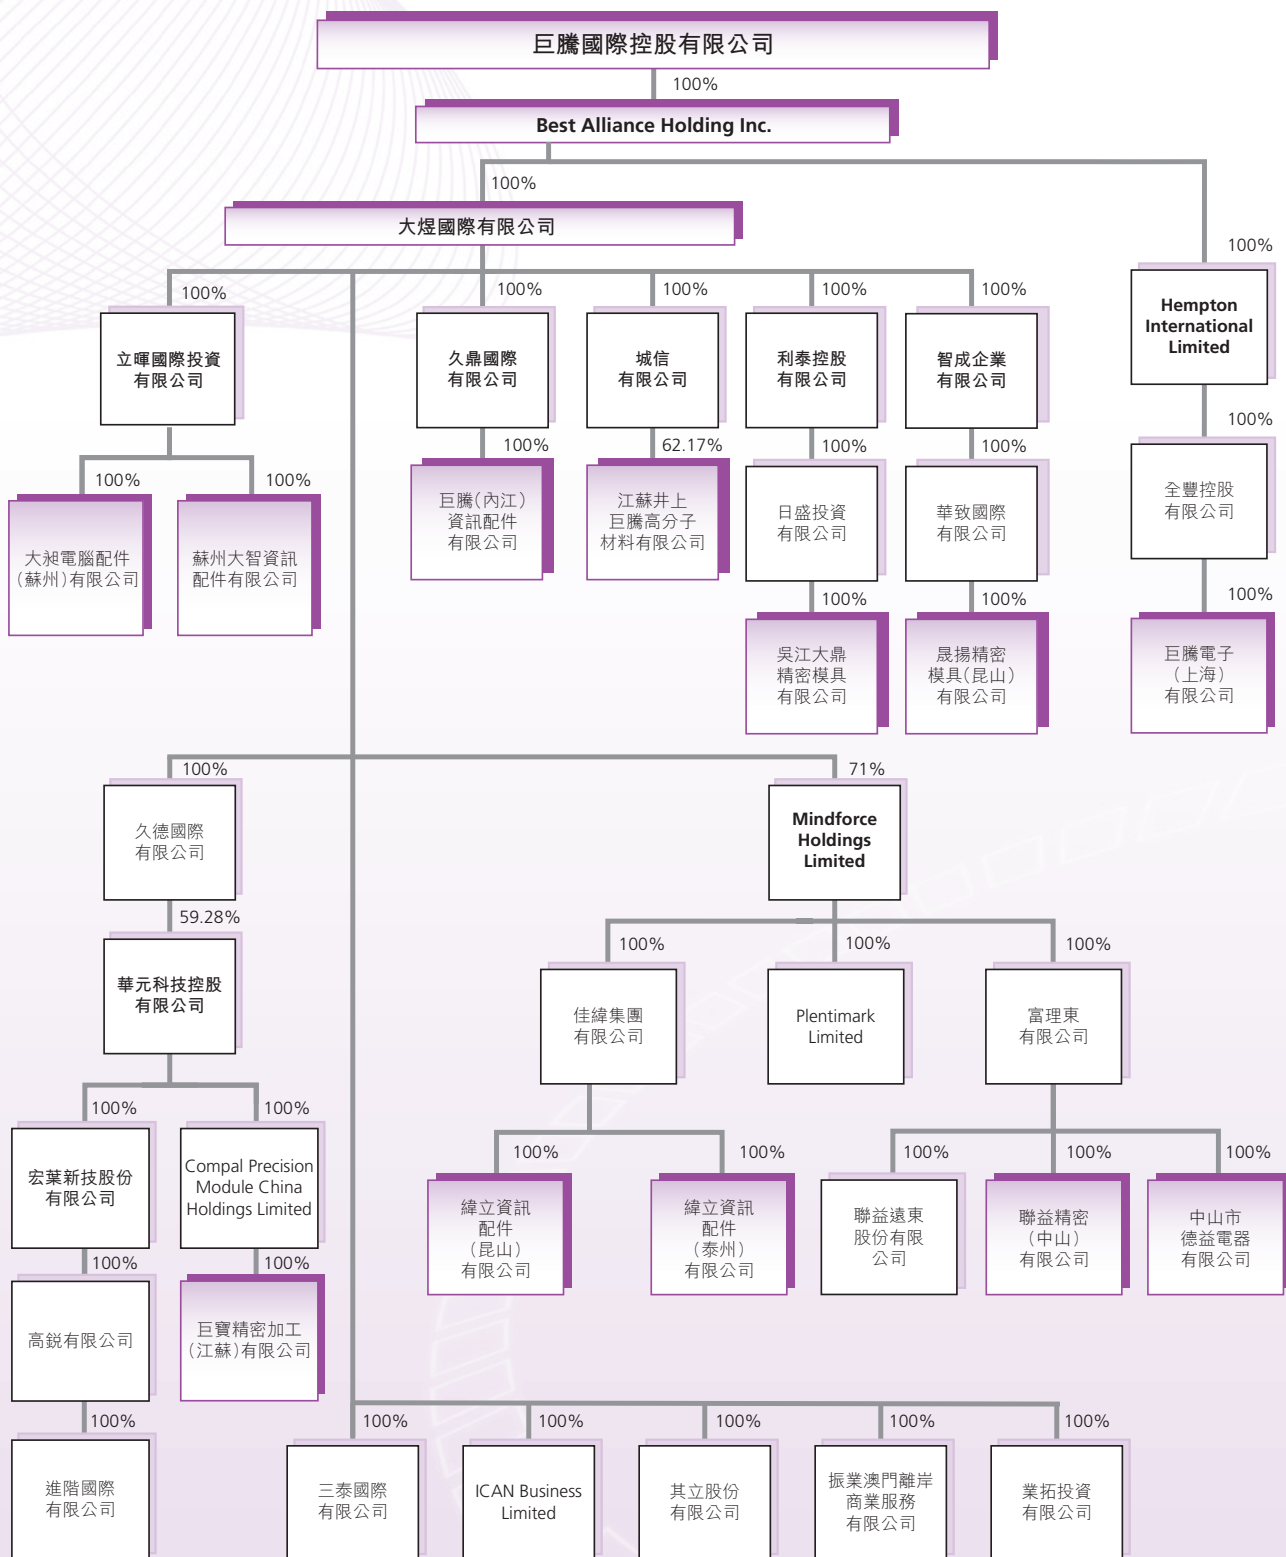 巨騰國際控股有限公司
100%
Best Alliance Holding Inc.
100%
大煜國際有限公司
100%
Hempton
International
Limited
100%
立暉國際投資
有限公司
100%
久鼎國際
有限公司
100%
城信
有限公司
100%
利泰控股
有限公司
100%
智成企業
有限公司
100%
大昶電腦配件
（蘇州）有限公司
100%
蘇州大智資訊
配件有限公司
100%
巨騰（內江）
資訊配件
有限公司
62.17%
江蘇井上
巨騰高分子
材料有限公司
100%
日盛投資
有限公司
100%
華致國際
有限公司
100%
全豐控股
有限公司
100%
吳江大鼎
精密模具
有限公司
100%
晟揚精密
模具（昆山）
有限公司
100%
巨騰電子
（上海）
有限公司
100%
久德國際
有限公司
71%
Mindforce
Holdings
Limited
59.28%
華元科技控股
有限公司
100%
佳緯集團
有限公司
100%
Plentimark
Limited
100%
富理東
有限公司
100%
宏葉新技股份
有限公司
100%
Compal Precision
Module China
Holdings Limited
100%
緯立資訊
配件
（昆山）
有限公司
100%
緯立資訊
配件
（泰州）
有限公司
100%
聯益遠東
股份有限
公司
100%
聯益精密
（中山）
有限公司
100%
中山市
德益電器
有限公司
100%
高銳有限公司
100%
巨寶精密加工
（江蘇）有限公司
100%
進階國際
有限公司
100%
三泰國際
有限公司
100%
ICAN Business
Limited
100%
其立股份
有限公司
100%
振業澳門離岸
商業服務
有限公司
100%
業拓投資
有限公司